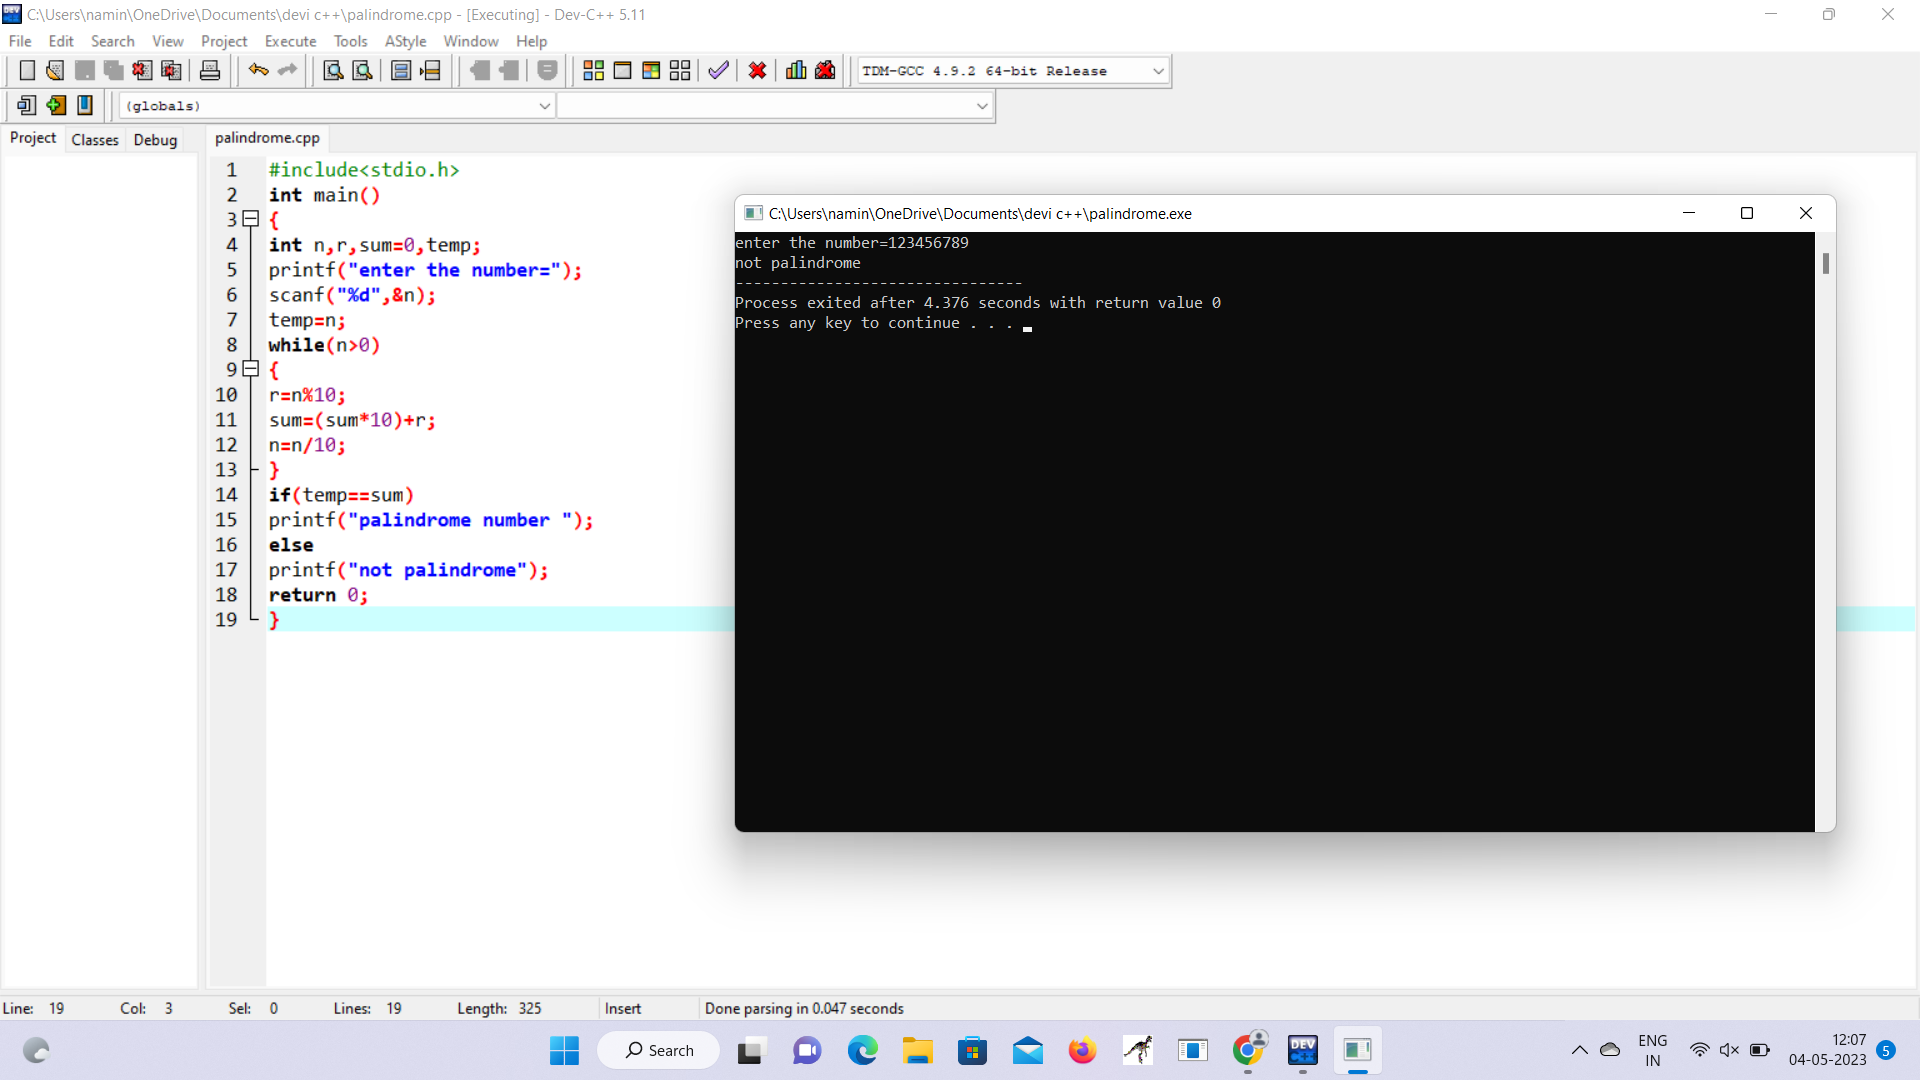 C:\Users\namin\OneDrive\Documents\devi c++\palindrome.cpp - [Executing] - Dev-C++ 5.11
File Edit Search View Project Execute Tools AStyle Window Help
TDM-GCC 4.9.2 64-bit Release
(globals)
Project Classes Debug palindrome.cpp
1 #include<stdio.h>
2 int main()
3 {
4 int n,r,sum=0,temp;
5 printf("enter the number=");
6 scanf("%d",&n);
7 temp=n;
8 while(n>0)
9 {
10 r=n%10;
11 sum=(sum*10)+r;
12 n=n/10;
13 }
14 if(temp==sum)
15 printf("palindrome number ");
16 else
17 printf("not palindrome");
18 return 0;
19 }
C:\Users\namin\OneDrive\Documents\devi c++\palindrome.exe
enter the number=123456789
not palindrome
--------------------------------
Process exited after 4.376 seconds with return value 0
Press any key to continue . . .
Line: 19 Col: 3 Sel: 0 Lines: 19 Length: 325 Insert Done parsing in 0.047 seconds
Search
DEV C++
ENG
IN
12:07
04-05-2023
5